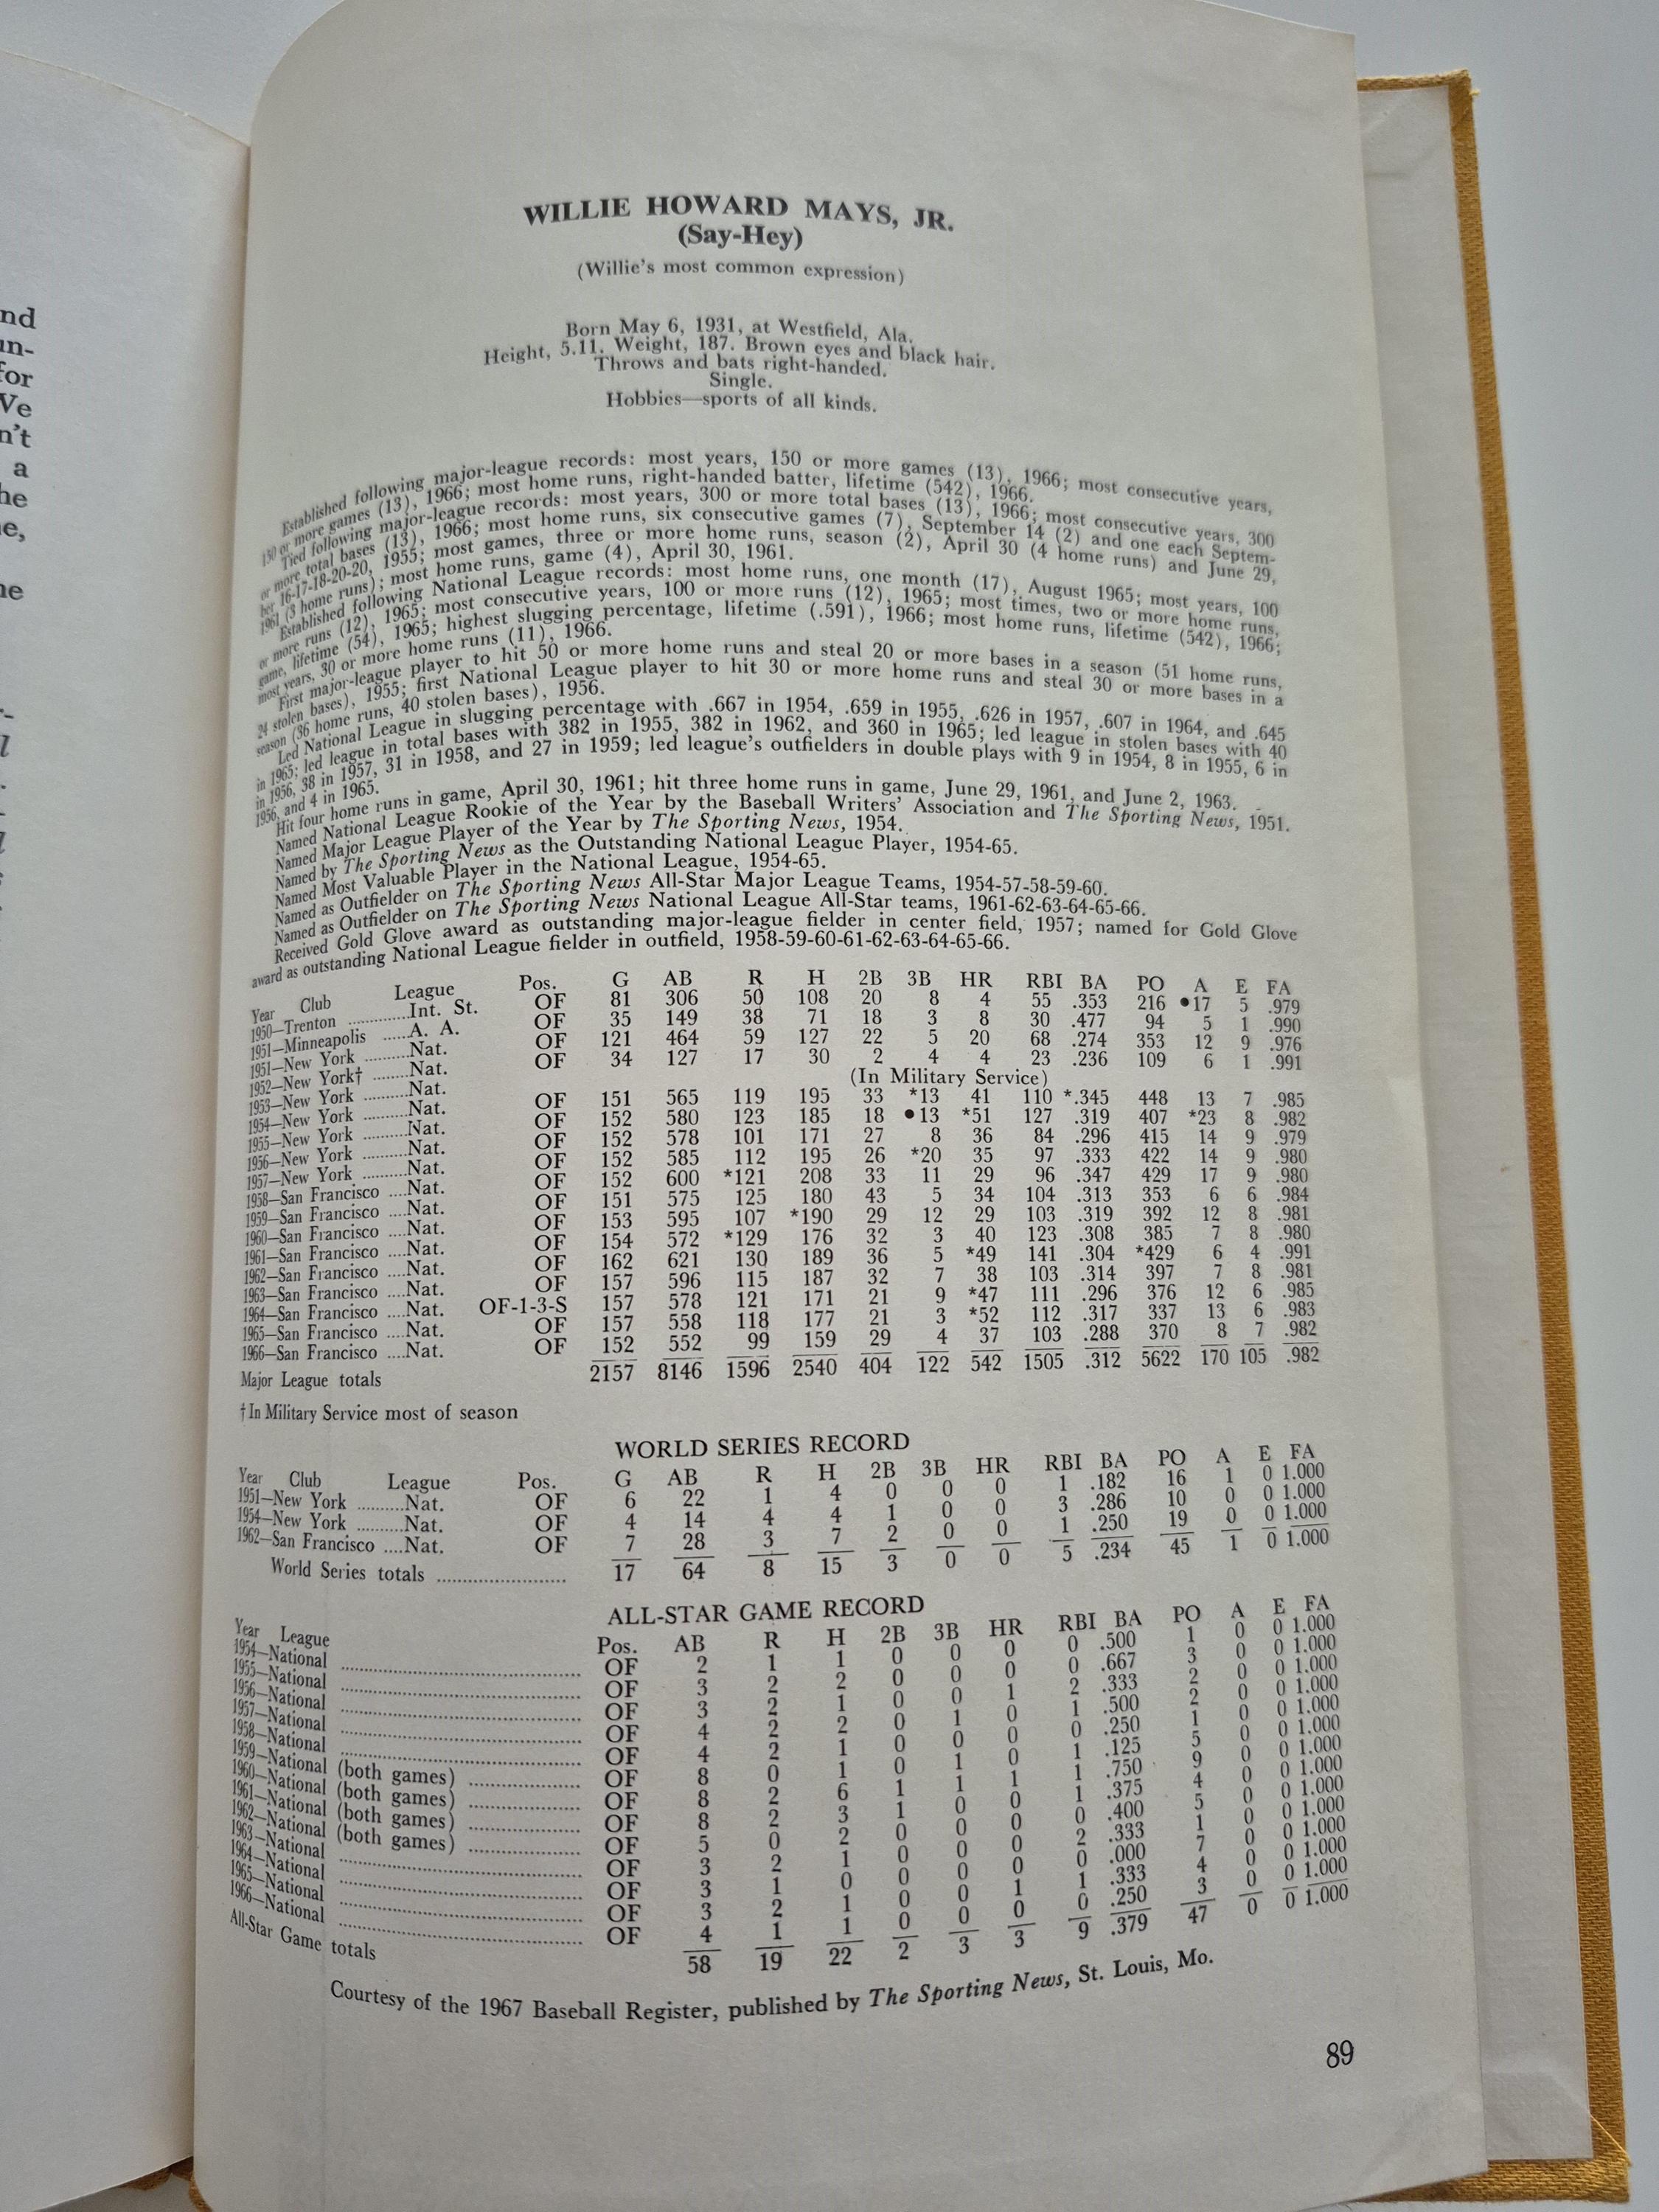 nd
un-
for
We
n't
a
he
e,
ne
WILLIE HOWARD MAYS, JR.
(Say-Hey)
(Willie's most common expression)
Born May 6, 1931, at Westfield, Ala.
Height, 5.11. Weight, 187. Brown eyes and black hair.
Throws and bats right-handed.
Single.
Hobbies—sports of all kinds.
Established following major-league records: most years, 150 or more games (13), 1966; most consecutive years,
150 or more games (13), 1966; most home runs, right-handed batter, lifetime (542), 1966.
Tied following major-league records: most years, 300 or more total bases (13), 1966; most consecutive years, 300
or more total bases (13), 1966; most home runs, six consecutive games (7), September 14 (2) and one each Septem-
ber 16-17-18-20-20, 1955; most games, three or more home runs, season (2), April 30 (4 home runs) and June 29,
1961 (3 home runs); most home runs, game (4), April 30, 1961.
Established following National League records: most home runs, one month (17), August 1965; most years, 100
or more runs (12), 1965; most consecutive years, 100 or more runs (12), 1965; most times, two or more home runs,
game, lifetime (54), 1965; highest slugging percentage, lifetime (.591), 1966; most home runs, lifetime (542), 1966;
most years, 30 or more home runs (11), 1966.
First major-league player to hit 50 or more home runs and steal 20 or more bases in a season (51 home runs,
24 stolen bases), 1955; first National League player to hit 30 or more home runs and steal 30 or more bases in a
season (36 home runs, 40 stolen bases), 1956.
Led National League in slugging percentage with .667 in 1954, .659 in 1955, .626 in 1957, .607 in 1964, and .645
in 1965; led league in total bases with 382 in 1955, 382 in 1962, and 360 in 1965; led league in stolen bases with 40
in 1956, 38 in 1957, 31 in 1958, and 27 in 1959; led league's outfielders in double plays with 9 in 1954, 8 in 1955, 6 in
1956, and 4 in 1965.
Hit four home runs in game, April 30, 1961; hit three home runs in game, June 29, 1961, and June 2, 1963.
Named National League Rookie of the Year by the Baseball Writers' Association and The Sporting News, 1951.
Named Major League Player of the Year by The Sporting News, 1954.
Named by The Sporting News as the Outstanding National League Player, 1954-65.
Named Most Valuable Player in the National League, 1954-65.
Named as Outfielder on The Sporting News All-Star Major League Teams, 1954-57-58-59-60.
Named as Outfielder on The Sporting News National League All-Star teams, 1961-62-63-64-65-66.
Received Gold Glove award as outstanding major-league fielder in center field, 1957; named for Gold Glove
award as outstanding National League fielder in outfield, 1958-59-60-61-62-63-64-65-66.
Year Club League Pos. G AB R H 2B 3B HR RBI BA PO A E FA
1950—Trenton ............Int. St. OF 81 306 50 108 20 8 4 55 .353 216 •17 5 .979
1951—Minneapolis ......A. A. OF 35 149 38 71 18 3 8 30 .477 94 5 1 .990
1951—New York ..........Nat. OF 121 464 59 127 22 5 20 68 .274 353 12 9 .976
1952—New York† ........Nat. OF 34 127 17 30 2 4 4 23 .236 109 6 1 .991
1953—New York ..........Nat. (In Military Service)
1954—New York ..........Nat. OF 151 565 119 195 33 *13 41 110 *.345 448 13 7 .985
1955—New York ..........Nat. OF 152 580 123 185 18 •13 *51 127 .319 407 *23 8 .982
1956—New York ..........Nat. OF 152 578 101 171 27 8 36 84 .296 415 14 9 .979
1957—New York ..........Nat. OF 152 585 112 195 26 *20 35 97 .333 422 14 9 .980
1958—San Francisco ....Nat. OF 152 600 *121 208 33 11 29 96 .347 429 17 9 .980
1959—San Francisco ....Nat. OF 151 575 125 180 43 5 34 104 .313 353 6 6 .984
1960—San Francisco ....Nat. OF 153 595 107 *190 29 12 29 103 .319 392 12 8 .981
1961—San Francisco ....Nat. OF 154 572 *129 176 32 3 40 123 .308 385 7 8 .980
1962—San Francisco ....Nat. OF 162 621 130 189 36 5 *49 141 .304 *429 6 4 .991
1963—San Francisco ....Nat. OF 157 596 115 187 32 7 38 103 .314 397 7 8 .981
1964—San Francisco ....Nat. OF-1-3-S 157 578 121 171 21 9 *47 111 .296 376 12 6 .985
1965—San Francisco ....Nat. OF 157 558 118 177 21 3 *52 112 .317 337 13 6 .983
1966—San Francisco ....Nat. OF 152 552 99 159 29 4 37 103 .288 370 8 7 .982
Major League totals 2157 8146 1596 2540 404 122 542 1505 .312 5622 170 105 .982
†In Military Service most of season
WORLD SERIES RECORD
Year Club League Pos. G AB R H 2B 3B HR RBI BA PO A E FA
1951—New York ..........Nat. OF 6 22 1 4 0 0 0 1 .182 16 1 0 1.000
1954—New York ..........Nat. OF 4 14 4 4 1 0 0 3 .286 10 0 0 1.000
1962—San Francisco ....Nat. OF 7 28 3 7 2 0 0 1 .250 19 0 0 1.000
World Series totals .......................... 17 64 8 15 3 0 0 5 .234 45 1 0 1.000
ALL-STAR GAME RECORD
Year League Pos. AB R H 2B 3B HR RBI BA PO A E FA
1954—National .......... OF 2 1 1 0 0 0 0 .500 1 0 0 1.000
1955—National .......... OF 3 2 2 0 0 0 0 .667 3 0 0 1.000
1956—National .......... OF 3 2 1 0 0 1 2 .333 2 0 0 1.000
1957—National .......... OF 4 2 2 0 1 0 1 .500 2 0 0 1.000
1958—National .......... OF 4 2 1 0 0 0 0 .250 1 0 0 1.000
1959—National (both games) .......... OF 8 0 1 0 1 0 1 .125 5 0 0 1.000
1960—National (both games) .......... OF 8 2 6 1 1 1 1 .750 9 0 0 1.000
1961—National (both games) .......... OF 8 2 3 1 0 0 1 .375 4 0 0 1.000
1962—National (both games) .......... OF 5 0 2 0 0 0 0 .400 5 0 0 1.000
1963—National .......... OF 3 2 1 0 0 0 2 .333 1 0 0 1.000
1964—National .......... OF 3 1 0 0 0 0 0 .000 7 0 0 1.000
1965—National .......... OF 3 2 1 0 0 1 1 .333 4 0 0 1.000
1966—National .......... OF 4 1 1 0 0 0 0 .250 3 0 0 1.000
All-Star Game totals 58 19 22 2 3 3 9 .379 47 0 0 1.000
Courtesy of the 1967 Baseball Register, published by The Sporting News, St. Louis, Mo.
89